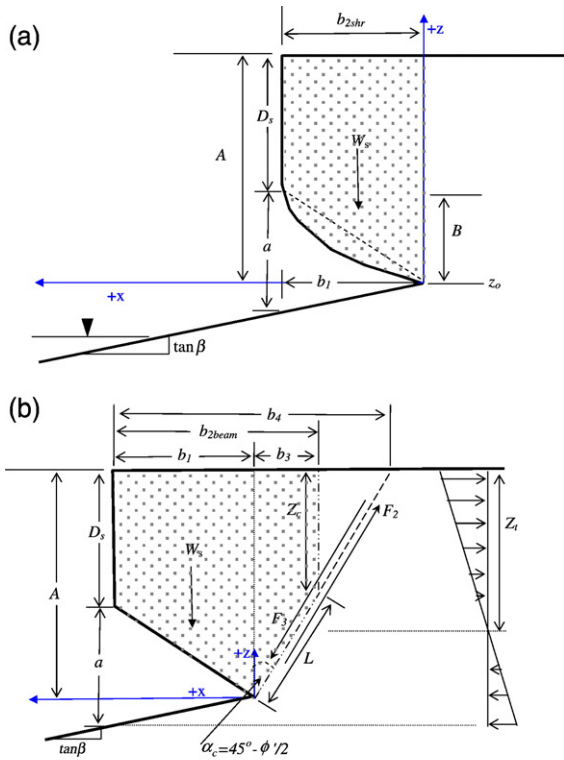 (a)
b2shr
+z
Ds
A
Ws
a
B
b1
zo
+x
tan β
(b)
b4
b2beam
b1
b3
Zc
F2
Ds
Zt
Ws
A
F3
a
+z
L
+x
tanβ
αc=45°-ϕ'/2